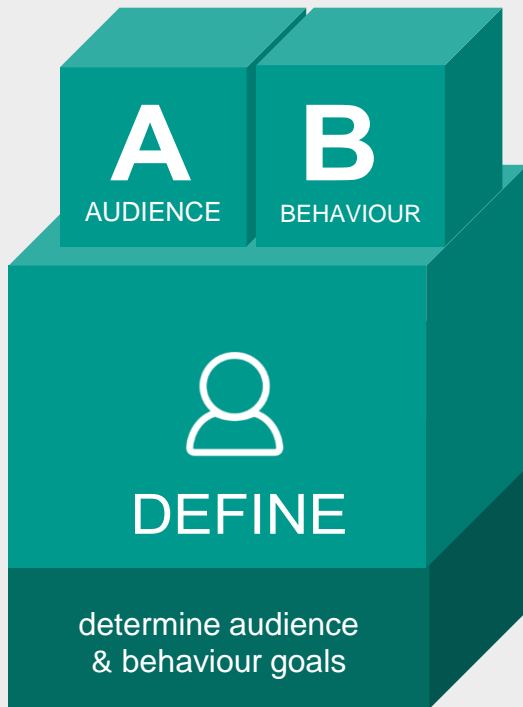 A
AUDIENCE
B
BEHAVIOUR
DEFINE
determine audience
& behaviour goals